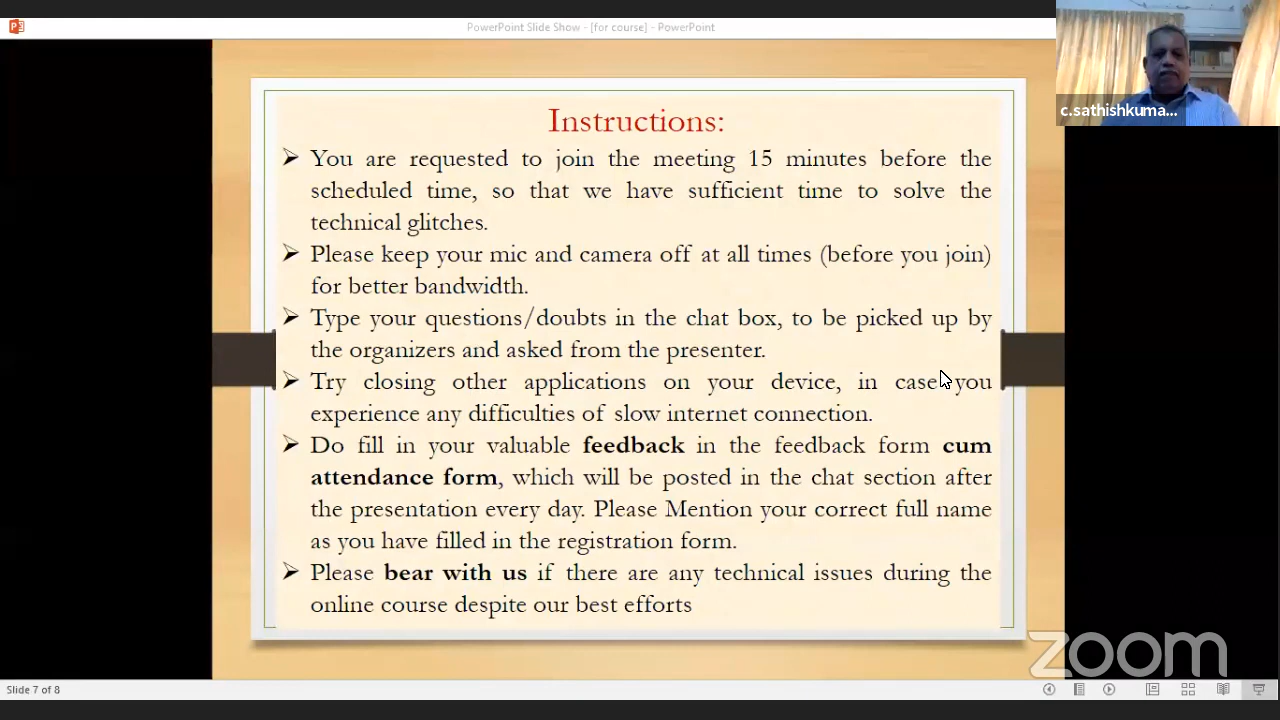 PowerPoint Slide Show - [for course] - PowerPoint
c.sathishkuma...
Instructions:
You are requested to join the meeting 15 minutes before the
scheduled time, so that we have sufficient time to solve the
technical glitches.
Please keep your mic and camera off at all times (before you join)
for better bandwidth.
Type your questions/doubts in the chat box, to be picked up by
the organizers and asked from the presenter.
Try closing other applications on your device, in case you
experience any difficulties of slow internet connection.
Do fill in your valuable feedback in the feedback form cum
attendance form, which will be posted in the chat section after
the presentation every day. Please Mention your correct full name
as you have filled in the registration form.
Please bear with us if there are any technical issues during the
online course despite our best efforts
zoom
Slide 7 of 8